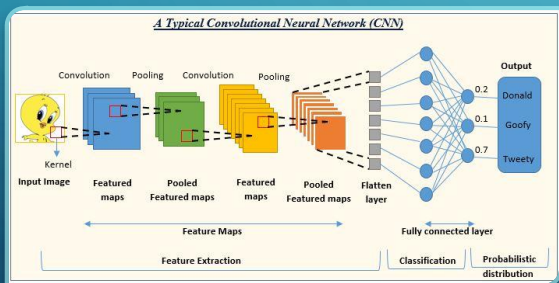 A Typical Convolutional Neural Network (CNN)
Convolution Pooling Convolution Pooling
Output
0.2 Donald
0.1 Goofy
0.7 Tweety
Kernel
Input Image
Featured maps
Pooled Featured maps
Featured maps
Pooled Featured maps
Flatten layer
Feature Maps
Fully connected layer
Feature Extraction
Classification
Probabilistic distribution